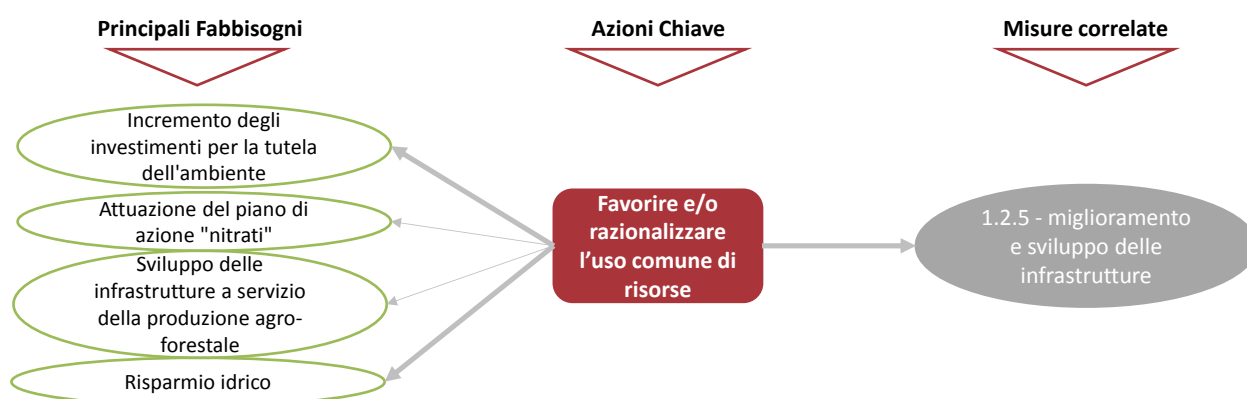 Principali Fabbisogni
Azioni Chiave
Misure correlate
Incremento degli
investimenti per la tutela
dell'ambiente
Attuazione del piano di
azione "nitrati"
Sviluppo delle
infrastrutture a servizio
della produzione agro-
forestale
Risparmio idrico
Favorire e/o
razionalizzare
l’uso comune di
risorse
1.2.5 - miglioramento
e sviluppo delle
infrastrutture